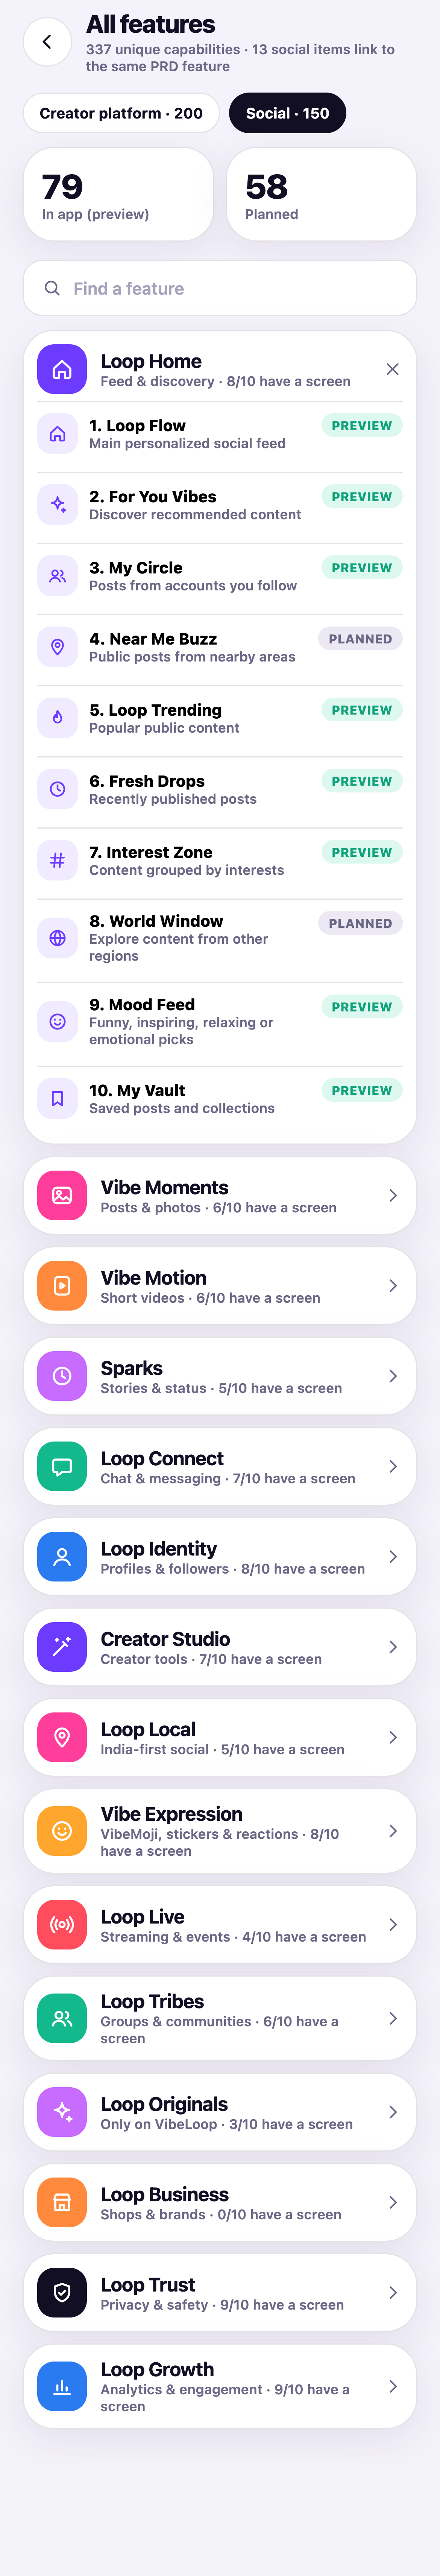 All features
337 unique capabilities · 13 social items link to
the same PRD feature
Creator platform · 200
Social · 150
79
In app (preview)
58
Planned
Find a feature
Loop Home
Feed & discovery · 8/10 have a screen
1. Loop Flow
PREVIEW
Main personalized social feed
2. For You Vibes
PREVIEW
Discover recommended content
3. My Circle
PREVIEW
Posts from accounts you follow
4. Near Me Buzz
PLANNED
Public posts from nearby areas
5. Loop Trending
PREVIEW
Popular public content
6. Fresh Drops
PREVIEW
Recently published posts
7. Interest Zone
PREVIEW
Content grouped by interests
8. World Window
PLANNED
Explore content from other
regions
9. Mood Feed
PREVIEW
Funny, inspiring, relaxing or
emotional picks
10. My Vault
PREVIEW
Saved posts and collections
Vibe Moments
Posts & photos · 6/10 have a screen
Vibe Motion
Short videos · 6/10 have a screen
Sparks
Stories & status · 5/10 have a screen
Loop Connect
Chat & messaging · 7/10 have a screen
Loop Identity
Profiles & followers · 8/10 have a screen
Creator Studio
Creator tools · 7/10 have a screen
Loop Local
India-first social · 5/10 have a screen
Vibe Expression
VibeMoji, stickers & reactions · 8/10
have a screen
Loop Live
Streaming & events · 4/10 have a screen
Loop Tribes
Groups & communities · 6/10 have a
screen
Loop Originals
Only on VibeLoop · 3/10 have a screen
Loop Business
Shops & brands · 0/10 have a screen
Loop Trust
Privacy & safety · 9/10 have a screen
Loop Growth
Analytics & engagement · 9/10 have a
screen